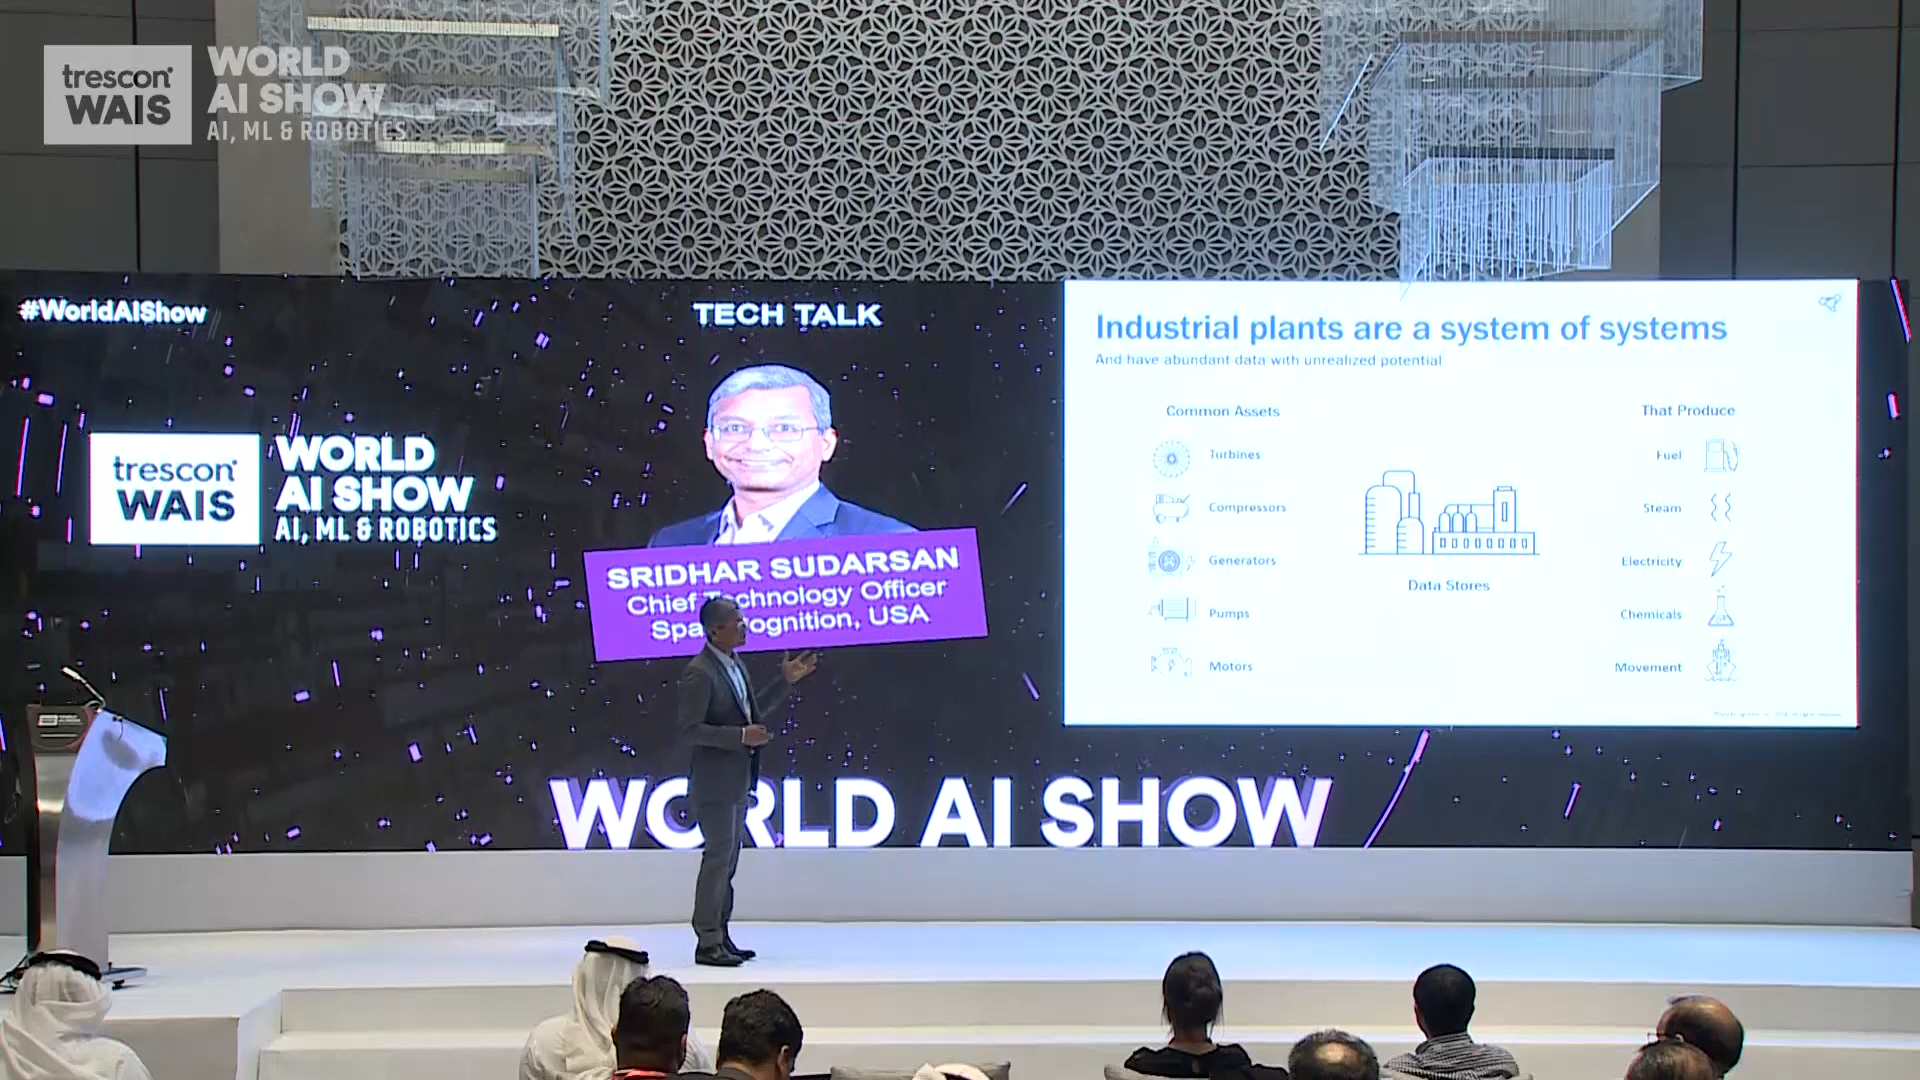 trescon
WAIS
WORLD
AI SHOW
AI, ML & ROBOTICS
#WorldAIShow
trescon
WAIS
WORLD
AI SHOW
AI, ML & ROBOTICS
TECH TALK
SRIDHAR SUDARSAN
Chief Technology Officer
Spa ognition, USA
WORLD AI SHOW
Industrial plants are a system of systems
And have abundant data with unrealized potential
Common Assets
Turbines
Compressors
Generators
Pumps
Motors
Data Stores
That Produce
Fuel
Steam
Electricity
Chemicals
Movement